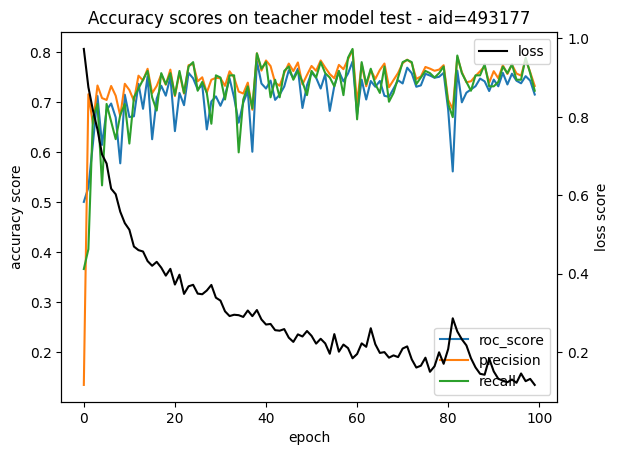 Accuracy scores on teacher model test - aid=493177
loss
accuracy score
0.8
0.7
0.6
0.5
0.4
0.3
0.2
1.0
0.8
0.6
0.4
0.2
loss score
roc_score
precision
recall
0
20
40
60
80
100
epoch